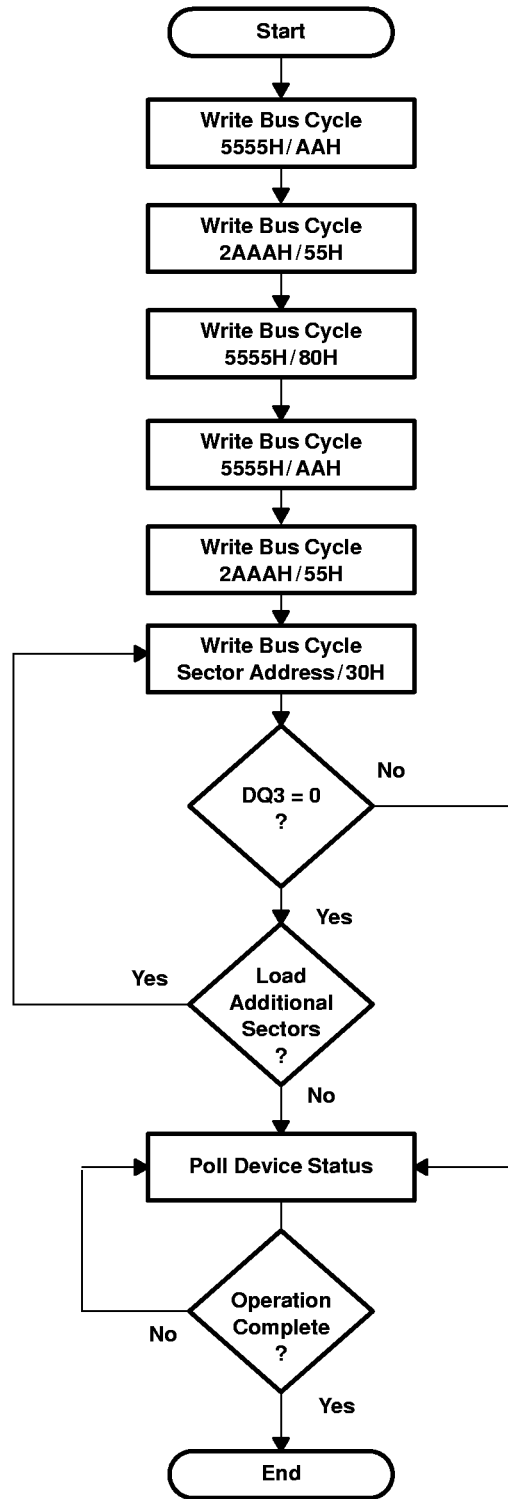 Start
Write Bus Cycle
5555H/AAH
Write Bus Cycle
2AAAH/55H
Write Bus Cycle
5555H/80H
Write Bus Cycle
5555H/AAH
Write Bus Cycle
2AAAH/55H
Write Bus Cycle
Sector Address/30H
No
DQ3 = 0
?
Yes
Yes
Load
Additional
Sectors
?
No
Poll Device Status
Operation
Complete
?
No
Yes
End